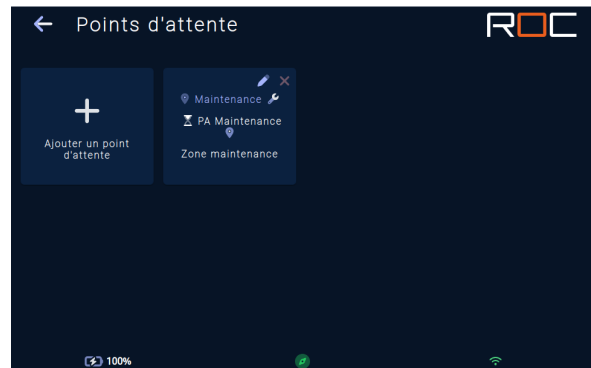 Points d'attente
ROC
Ajouter un point
d'attente
Maintenance
PA Maintenance
Zone maintenance
100%